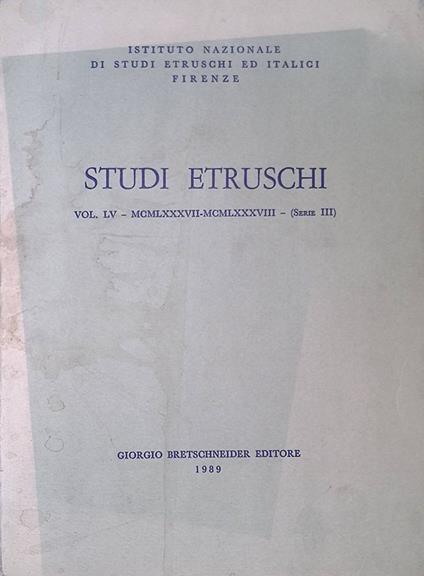 ISTITUTO NAZIONALE
DI STUDI ETRUSCHI ED ITALICI
FIRENZE
STUDI ETRUSCHI
VOL. LV – MCMLXXXVII-MCMLXXXVIII – (Serie III)
GIORGIO BRETSCHNEIDER EDITORE
1989